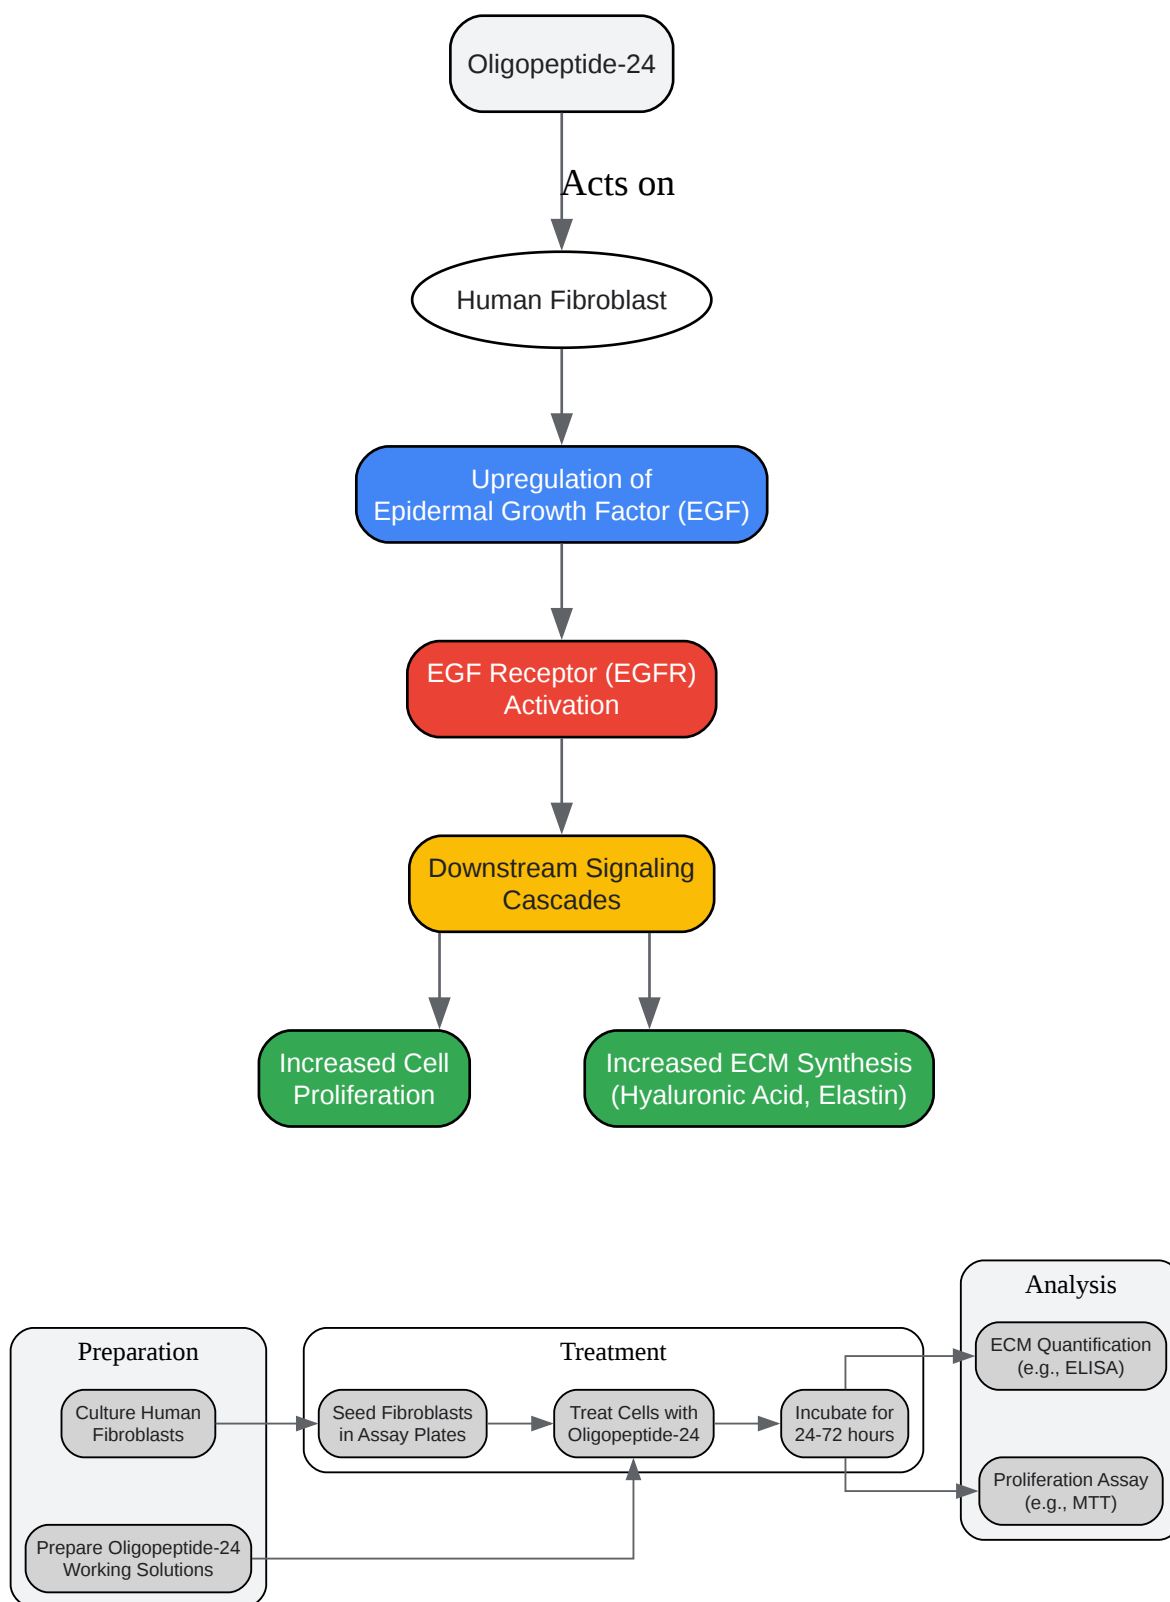 Oligopeptide-24
Acts on
Human Fibroblast
Upregulation of
Epidermal Growth Factor (EGF)
EGF Receptor (EGFR)
Activation
Downstream Signaling
Cascades
Increased Cell
Proliferation
Increased ECM Synthesis
(Hyaluronic Acid, Elastin)
Preparation
Culture Human
Fibroblasts
Prepare Oligopeptide-24
Working Solutions
Treatment
Seed Fibroblasts
in Assay Plates
Treat Cells with
Oligopeptide-24
Incubate for
24-72 hours
Analysis
ECM Quantification
(e.g., ELISA)
Proliferation Assay
(e.g., MTT)